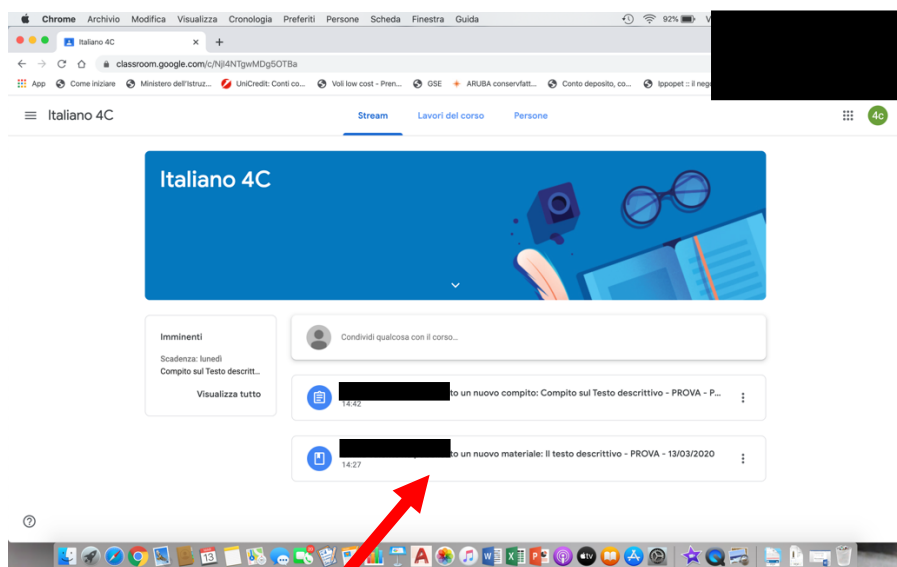 Chrome Archivio Modifica Visualizza Cronologia Preferiti Persone Scheda Finestra Guida 92%
Italiano 4C
classroom.google.com/c/NjI4NTgwMDg5OTBa
App Come iniziare Ministero dell'Istruz... UniCredit: Conti co... Voli low cost - Pren... GSE ARUBA conservfatt... Conto deposito, co... Ippopet :: il nego
Italiano 4C Stream Lavori del corso Persone 4c
Italiano 4C
Imminenti
Scadenza: lunedì
Compito sul Testo descritt...
Visualizza tutto
Condividi qualcosa con il corso...
to un nuovo compito: Compito sul Testo descrittivo - PROVA - P...
14:42
to un nuovo materiale: Il testo descrittivo - PROVA - 13/03/2020
14:27
13
tv